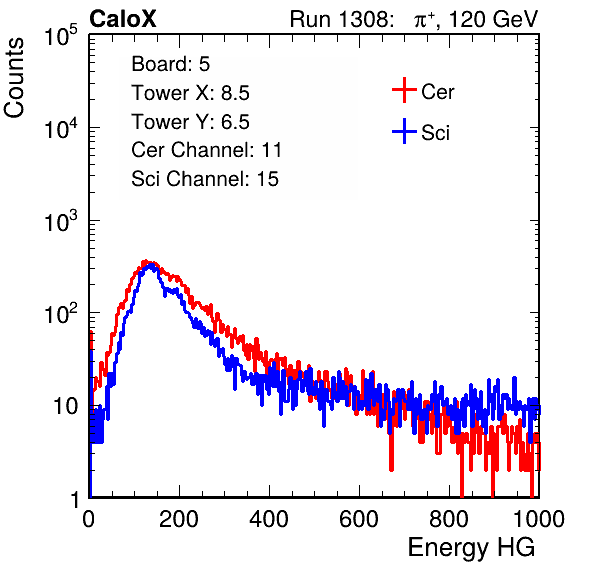 CaloX Run 1308: π⁺, 120 GeV
Counts
10⁵
10⁴
10³
10²
10
1
Board: 5
Tower X: 8.5
Tower Y: 6.5
Cer Channel: 11
Sci Channel: 15
Cer
Sci
0 200 400 600 800 1000
Energy HG